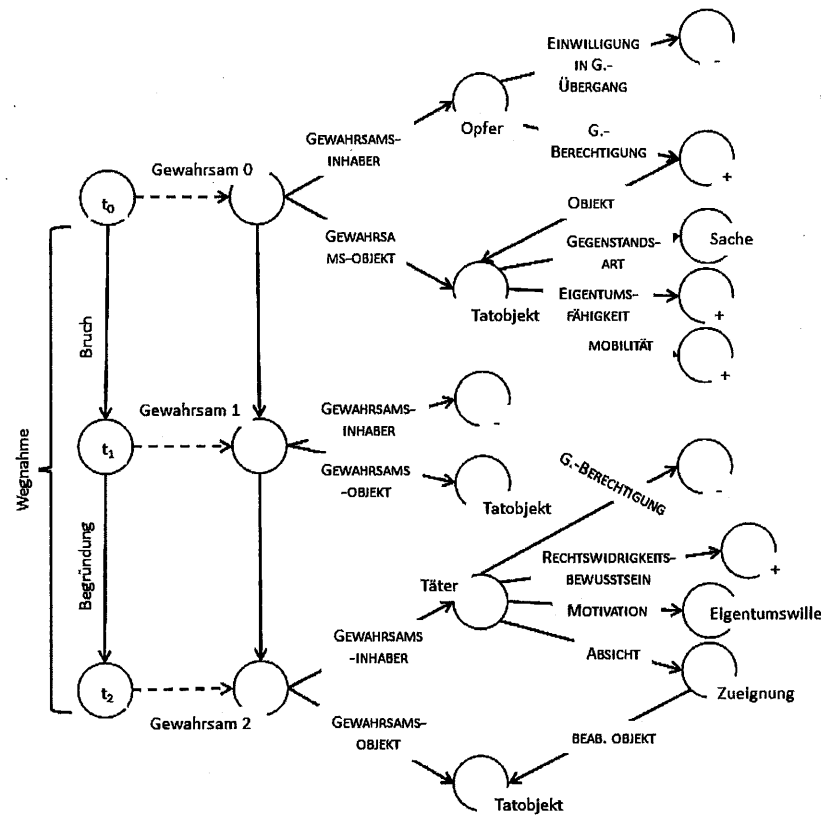 EINWILLIGUNG
IN G.-
ÜBERGANG
-
Opfer
G.-
BERECHTIGUNG
+
GEWAHRSAMS-
INHABER
Gewahrsam 0
t0
OBJEKT
GEWAHRSA
MS-OBJEKT
GEGENSTANDS-
ART
Sache
Tatobjekt
EIGENTUMS-
FÄHIGKEIT
+
MOBILITÄT
+
Bruch
Gewahrsam 1
t1
GEWAHRSAMS-
INHABER
-
GEWAHRSAMS
-OBJEKT
Tatobjekt
Wegnahme
G.-BERECHTIGUNG
-
Begründung
RECHTSWIDRIGKEITS-
BEWUSSTSEIN
+
Täter
MOTIVATION
Eigentumswille
GEWAHRSAMS
-INHABER
ABSICHT
Zueignung
t2
Gewahrsam 2
GEWAHRSAMS-
OBJEKT
BEAB. OBJEKT
Tatobjekt